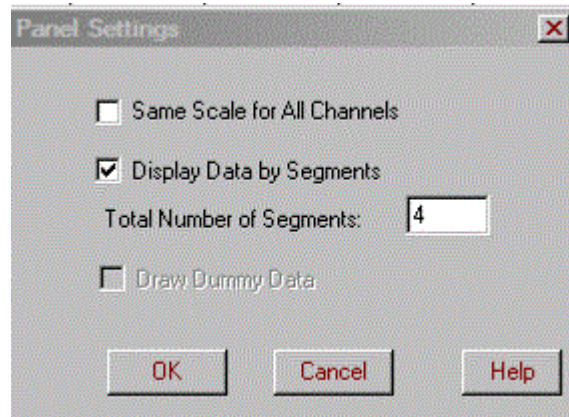 Panel Settings
Same Scale for All Channels
Display Data by Segments
Total Number of Segments: 4
Draw Dummy Data
OK Cancel Help